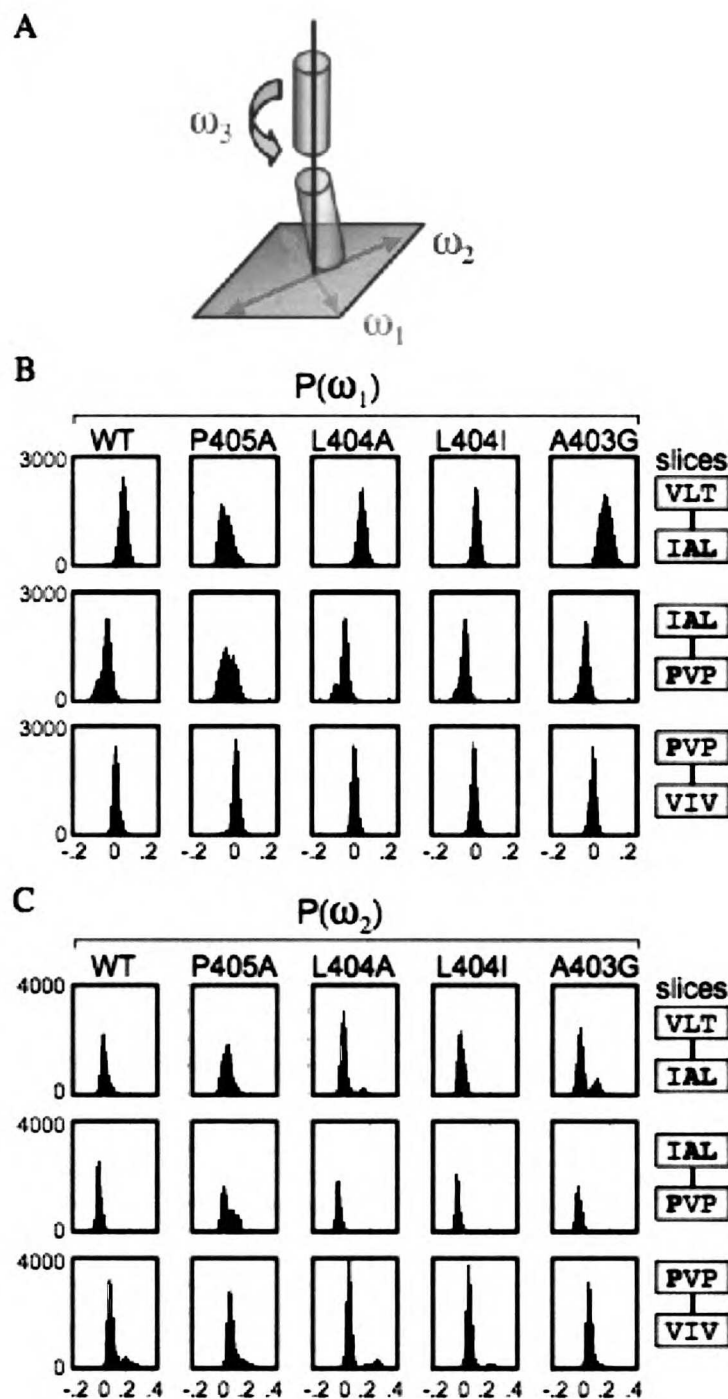 A
ω3
ω2
ω1
B
P(ω1)
WT P405A L404A L404I A403G slices
3000
0
VLT
IAL
3000
0
IAL
PVP
3000
0
PVP
VIV
-.2 0 .2 -.2 0 .2 -.2 0 .2 -.2 0 .2 -.2 0 .2
C
P(ω2)
WT P405A L404A L404I A403G slices
4000
0
VLT
IAL
4000
0
IAL
PVP
4000
0
PVP
VIV
-.2 0 .2 .4 -.2 0 .2 .4 -.2 0 .2 .4 -.2 0 .2 .4 -.2 0 .2 .4